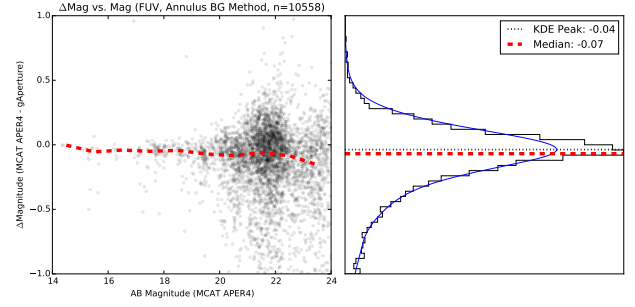 ΔMag vs. Mag (FUV, Annulus BG Method, n=10558)
1.0
0.5
0.0
−0.5
−1.0
ΔMagnitude (MCAT APER4 - gAperture)
14 16 18 20 22 24
AB Magnitude (MCAT APER4)
KDE Peak: -0.04
Median: -0.07